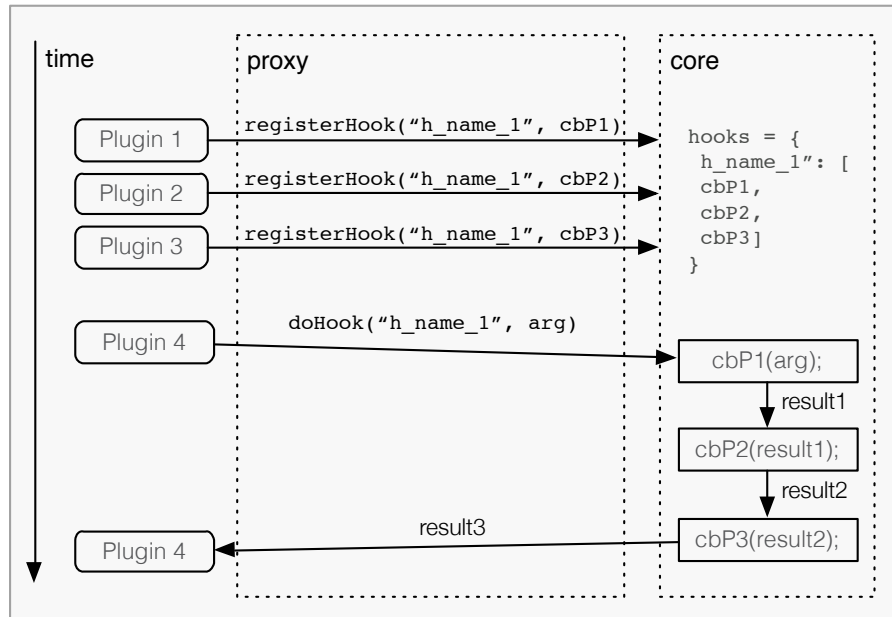 time
proxy
core
Plugin 1
registerHook(“h_name_1”, cbP1)
Plugin 2
registerHook(“h_name_1”, cbP2)
Plugin 3
registerHook(“h_name_1”, cbP3)
hooks = {
h_name_1”: [
cbP1,
cbP2,
cbP3]
}
Plugin 4
doHook(“h_name_1”, arg)
cbP1(arg);
result1
cbP2(result1);
result2
cbP3(result2);
result3
Plugin 4